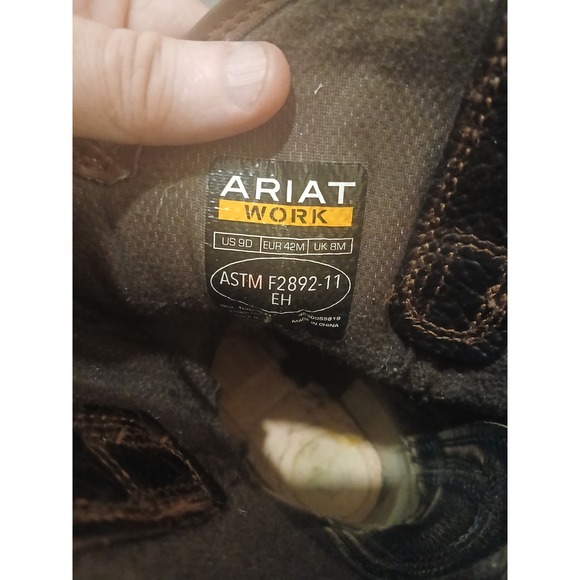 ARIAT
WORK
US 9D EUR 42M UK 8M
ASTM F2892-11
EH
MADE IN CHINA